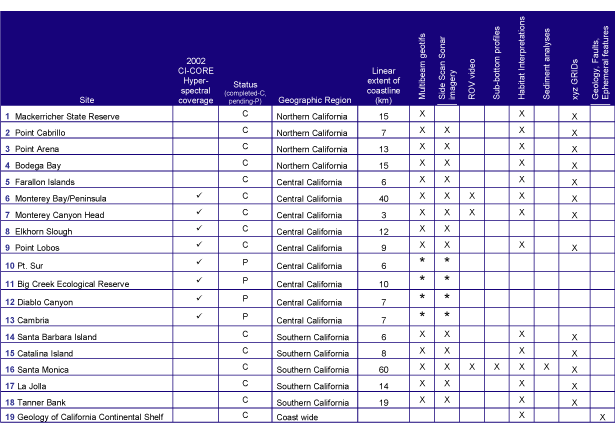 Site
2002
CI-CORE
Hyper-
spectral
coverage
Status
(completed-C,
pending-P)
Geographic Region
Linear
extent of
coastline
(km)
Multibeam geotifs
Side Scan Sonar
imagery
ROV video
Sub-bottom profiles
Habitat Interpretations
Sediment analyses
xyz GRIDs
Geology, Faults,
Ephemeral features
1 Mackerricher State Reserve C Northern California 15 X X X
2 Point Cabrillo C Northern California 7 X X X X
3 Point Arena C Northern California 13 X X X X
4 Bodega Bay C Northern California 15 X X X X
5 Farallon Islands C Central California 6 X X X X
6 Monterey Bay/Peninsula ✓ C Central California 40 X X X X X
7 Monterey Canyon Head ✓ C Central California 3 X X X X X
8 Elkhorn Slough ✓ C Central California 12 X X
9 Point Lobos ✓ C Central California 9 X X X X
10 Pt. Sur ✓ P Central California 6 * *
11 Big Creek Ecological Reserve ✓ P Central California 10 * *
12 Diablo Canyon ✓ P Central California 7 * *
13 Cambria ✓ P Central California 7 * *
14 Santa Barbara Island C Southern California 6 X X X X
15 Catalina Island C Southern California 8 X X X X
16 Santa Monica C Southern California 60 X X X X X X X
17 La Jolla C Southern California 14 X X X X
18 Tanner Bank C Southern California 19 X X X X
19 Geology of California Continental Shelf C Coast wide X X